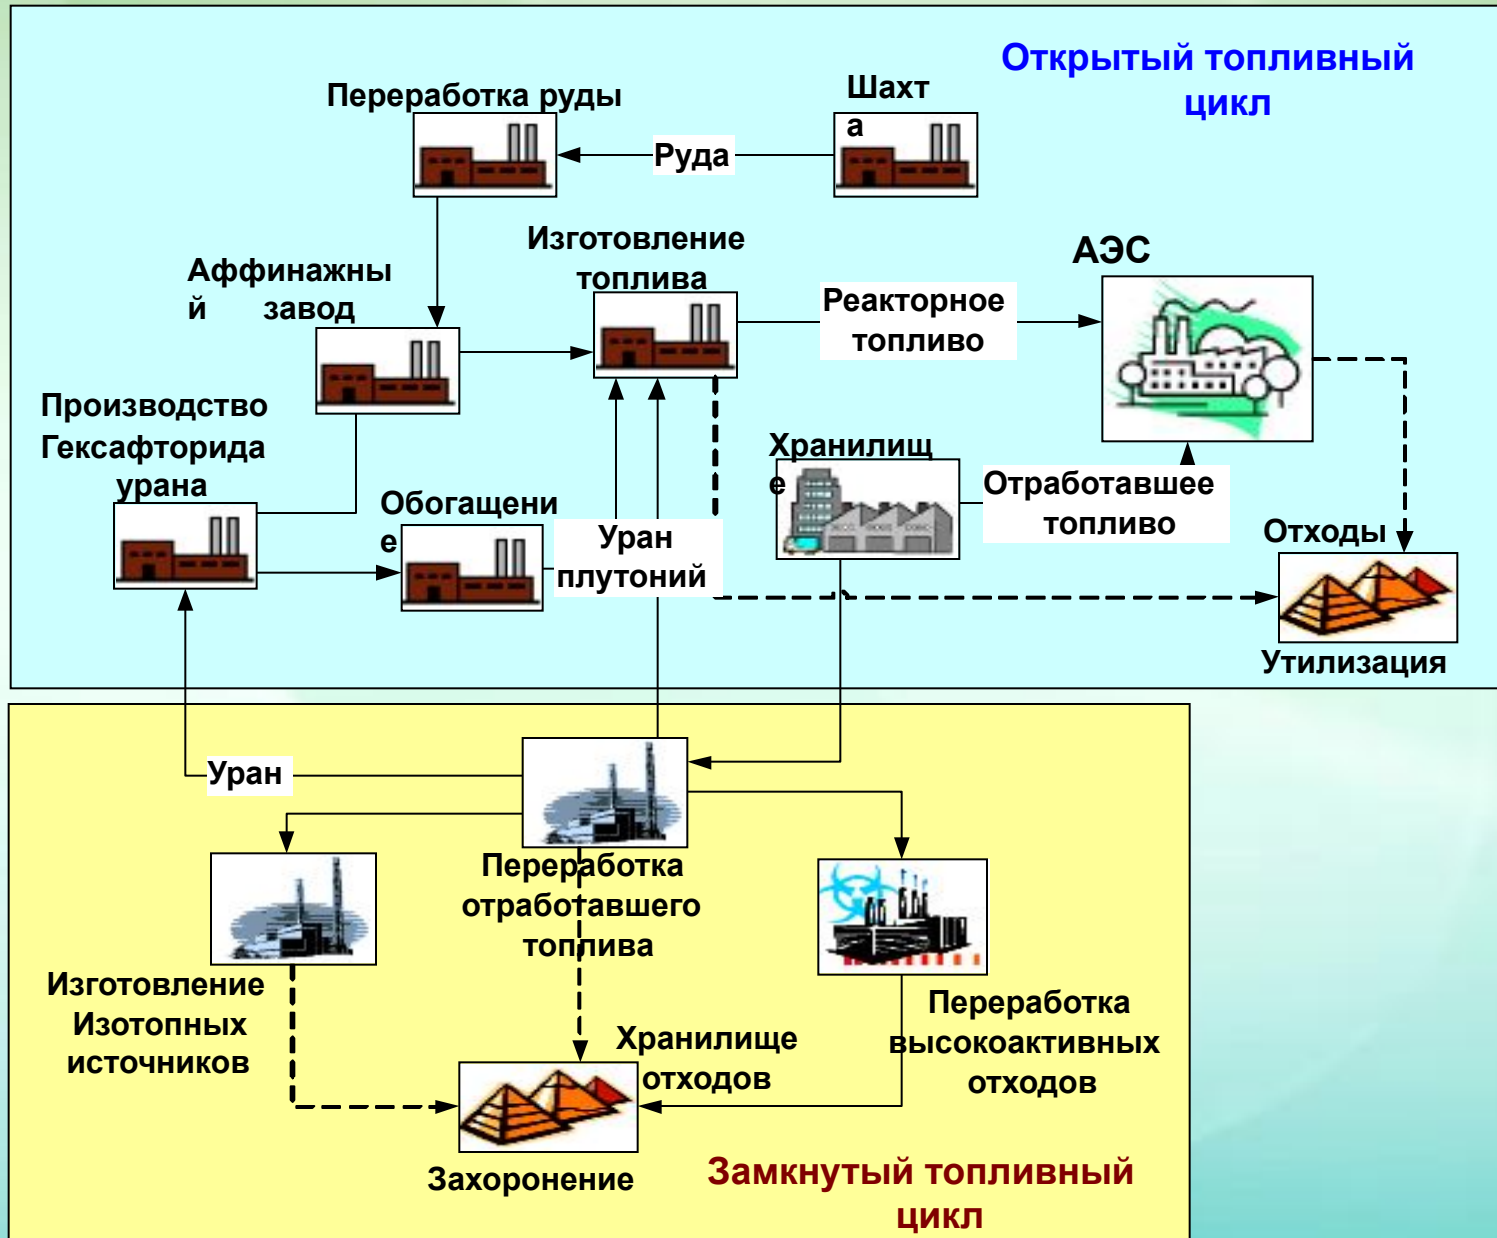 Открытый топливный
цикл
Переработка руды
Шахт
а
Руда
Изготовление
топлива
АЭС
Аффинажны
й завод
Реакторное
топливо
Производство
Гексафторида
урана
Обогащени
е
Уран
плутоний
Хранилищ
е
Отработавшее
топливо
Отходы
Утилизация
Уран
Переработка
отработавшего
топлива
Изготовление
Изотопных
источников
Хранилище
отходов
Переработка
высокоактивных
отходов
Захоронение
Замкнутый топливный
цикл